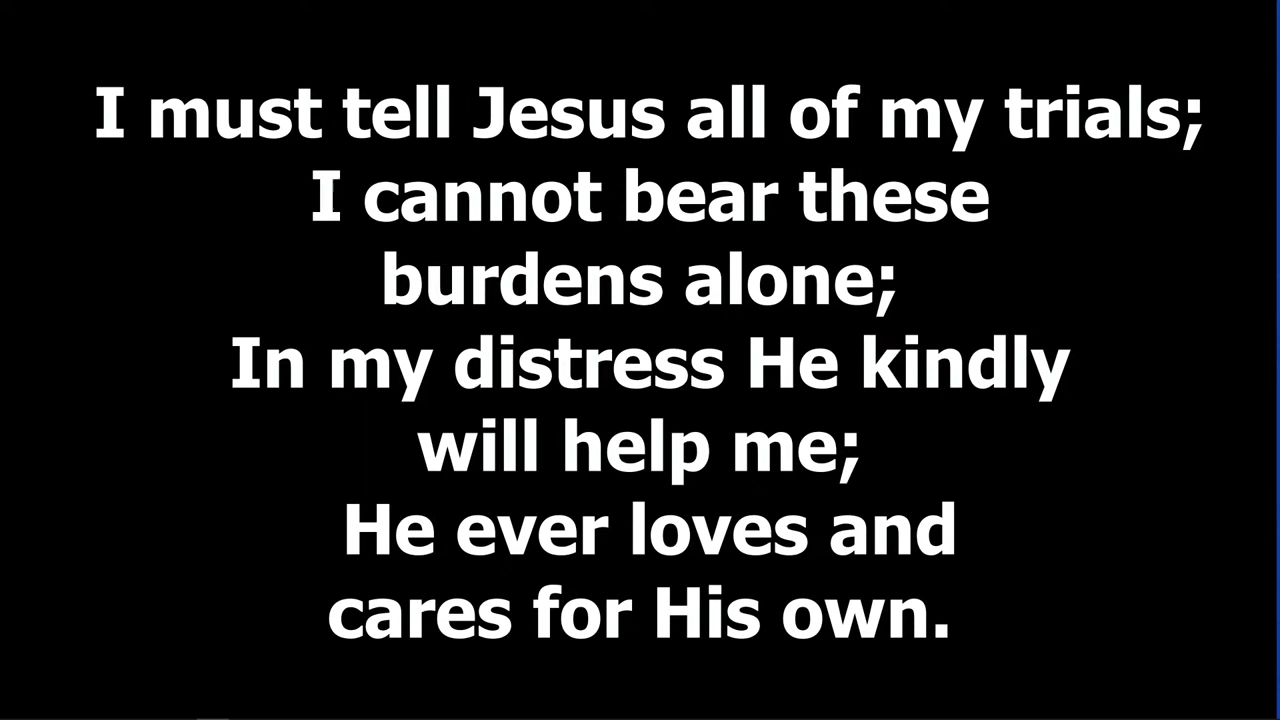 I must tell Jesus all of my trials;
I cannot bear these
burdens alone;
In my distress He kindly
will help me;
He ever loves and
cares for His own.